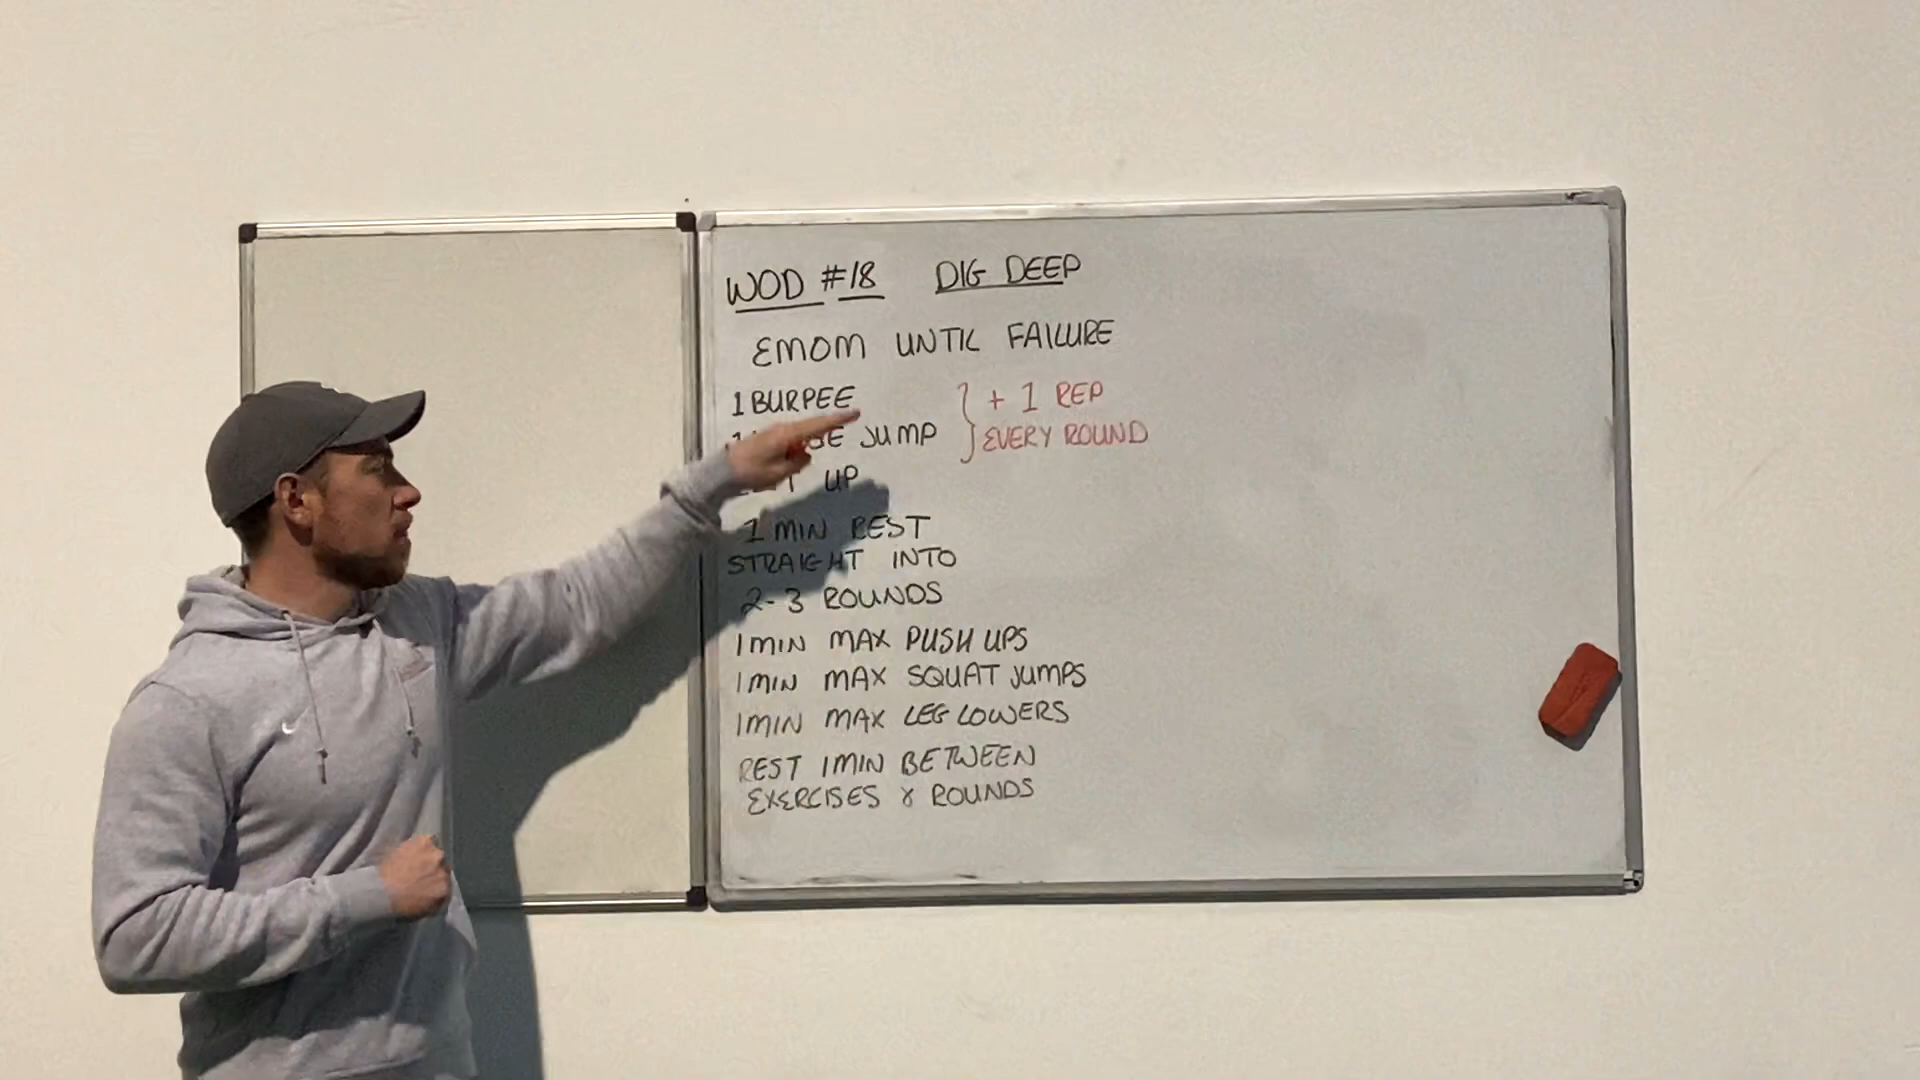 WOD #18 DIG DEEP
EMOM UNTIL FAILURE
1 BURPEE
JUMP
UP
} + 1 REP
EVERY ROUND
1 MIN REST
STRAIGHT INTO
2-3 ROUNDS
1 MIN MAX PUSH UPS
1 MIN MAX SQUAT JUMPS
1 MIN MAX LEG LOWERS
REST 1 MIN BETWEEN
EXERCISES & ROUNDS